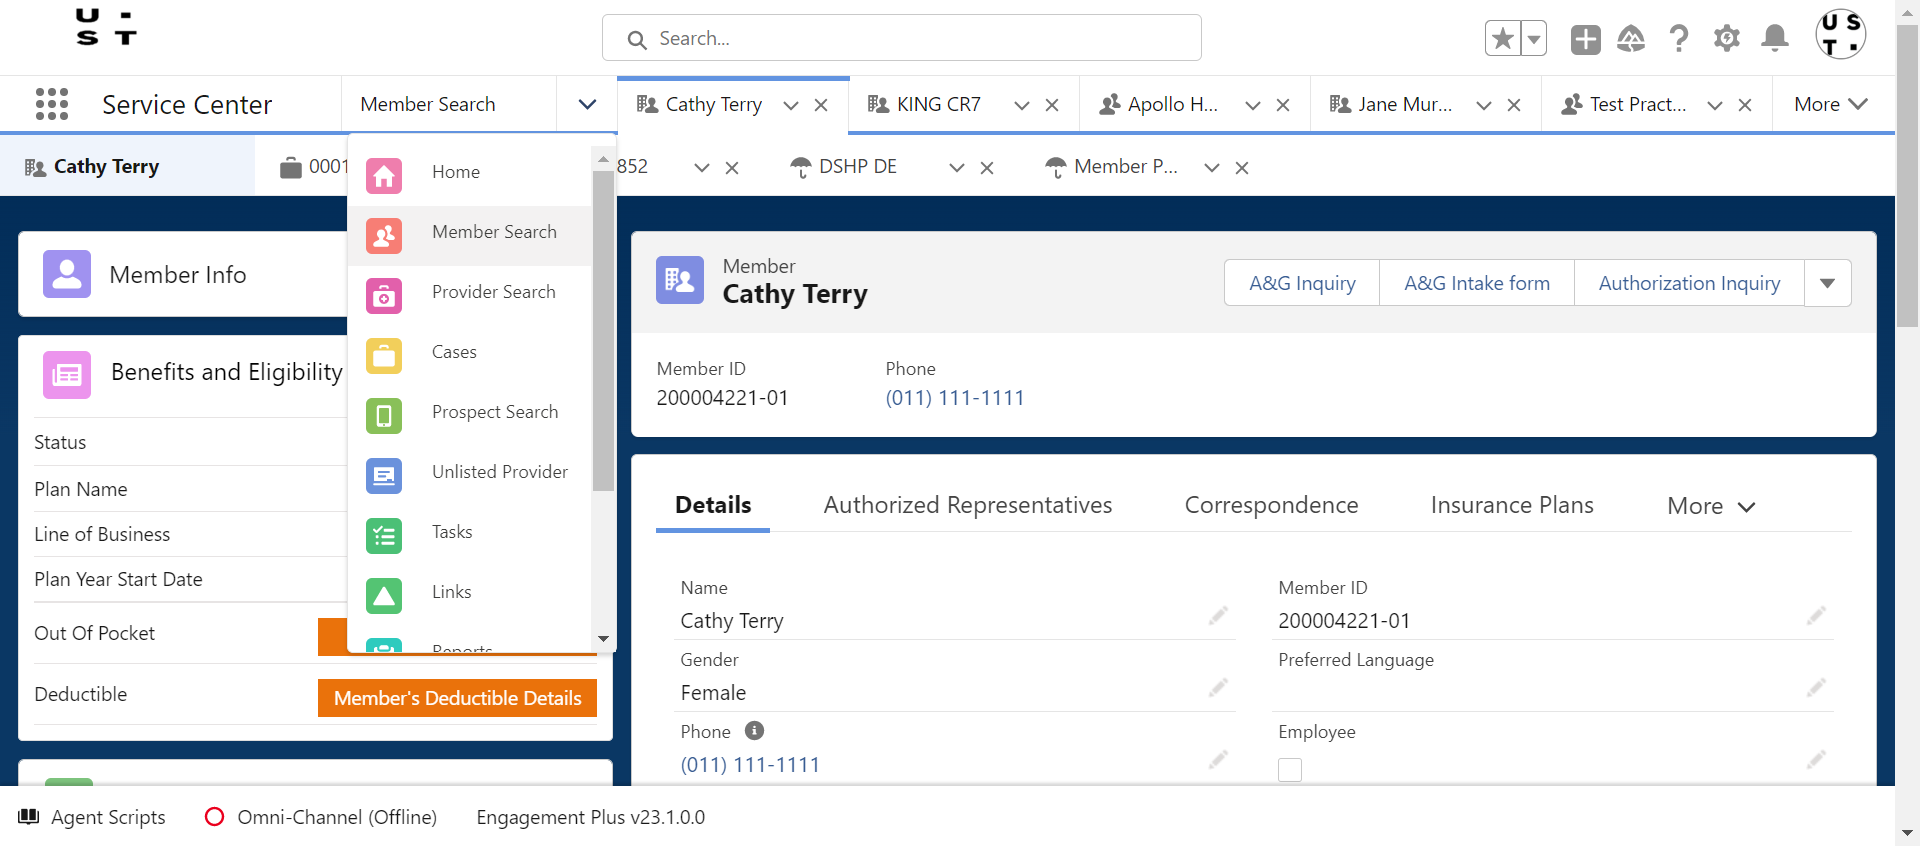 U
S T
Search...
U S
T .
Service Center
Member Search
Cathy Terry
KING CR7
Apollo H...
Jane Mur...
Test Pract...
More
Cathy Terry
0001
852
DSHP DE
Member P...
Home
Member Search
Provider Search
Cases
Prospect Search
Unlisted Provider
Tasks
Links
Reports
Member Info
Benefits and Eligibility
Status
Plan Name
Line of Business
Plan Year Start Date
Out Of Pocket
Deductible
Member's Deductible Details
Member
Cathy Terry
A&G Inquiry
A&G Intake form
Authorization Inquiry
Member ID
Phone
200004221-01
(011) 111-1111
Details
Authorized Representatives
Correspondence
Insurance Plans
More
Name
Member ID
Cathy Terry
200004221-01
Gender
Preferred Language
Female
Phone
Employee
(011) 111-1111
Agent Scripts
Omni-Channel (Offline)
Engagement Plus v23.1.0.0